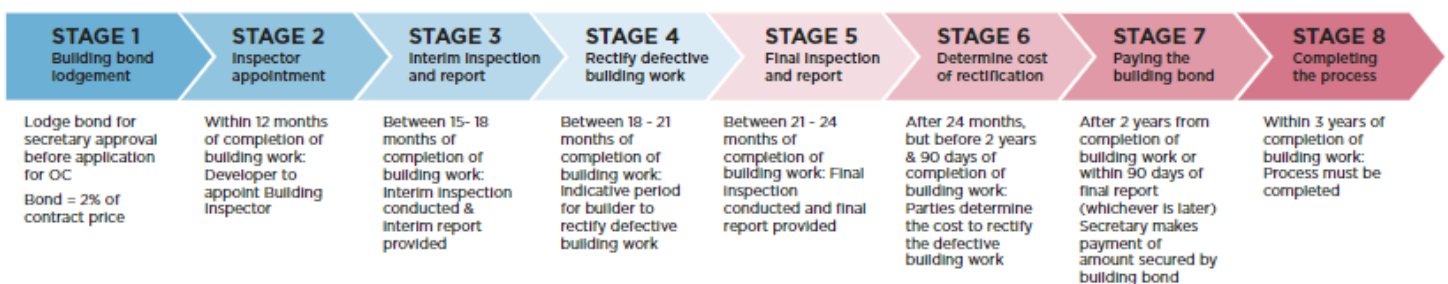 STAGE 1
Building bond
lodgement
STAGE 2
Inspector
appointment
STAGE 3
Interim Inspection
and report
STAGE 4
Rectify defective
building work
STAGE 5
Final Inspection
and report
STAGE 6
Determine cost
of rectification
STAGE 7
Paying the
building bond
STAGE 8
Completing
the process
Lodge bond for
secretary approval
before application
for OC
Bond = 2% of
contract price
Within 12 months
of completion of
building work:
Developer to
appoint Building
Inspector
Between 15- 18
months of
completion of
building work:
Interim inspection
conducted &
interim report
provided
Between 18 - 21
months of
completion of
building work:
Indicative period
for builder to
rectify defective
building work
Between 21 - 24
months of
completion of
building work: Final
inspection
conducted and final
report provided
After 24 months,
but before 2 years
& 90 days of
completion of
building work:
Parties determine
the cost to rectify
the defective
building work
After 2 years from
completion of
building work or
within 90 days of
final report
(whichever is later)
Secretary makes
payment of
amount secured by
building bond
Within 3 years of
completion of
building work:
Process must be
completed